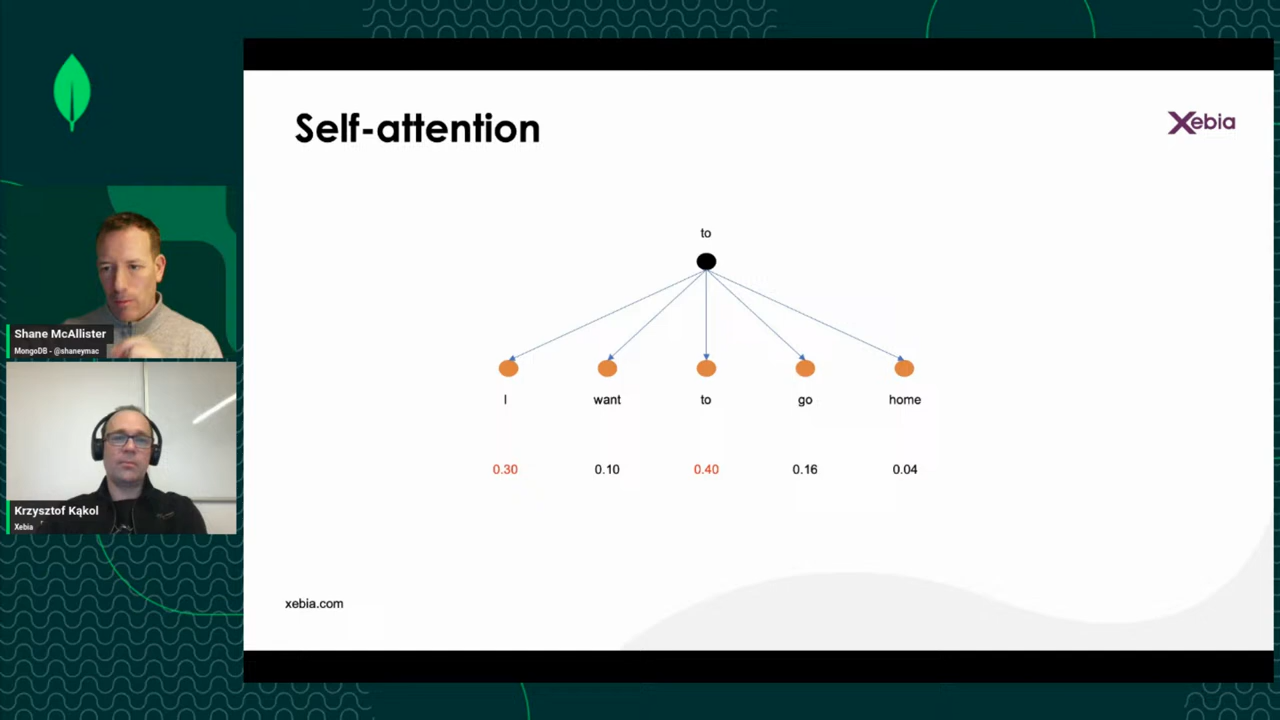 Self-attention
Xebia
to
I want to go home
0.30 0.10 0.40 0.16 0.04
xebia.com
Shane McAllister
MongoDB - @shaneymac
Krzysztof Kąkol
Xebia